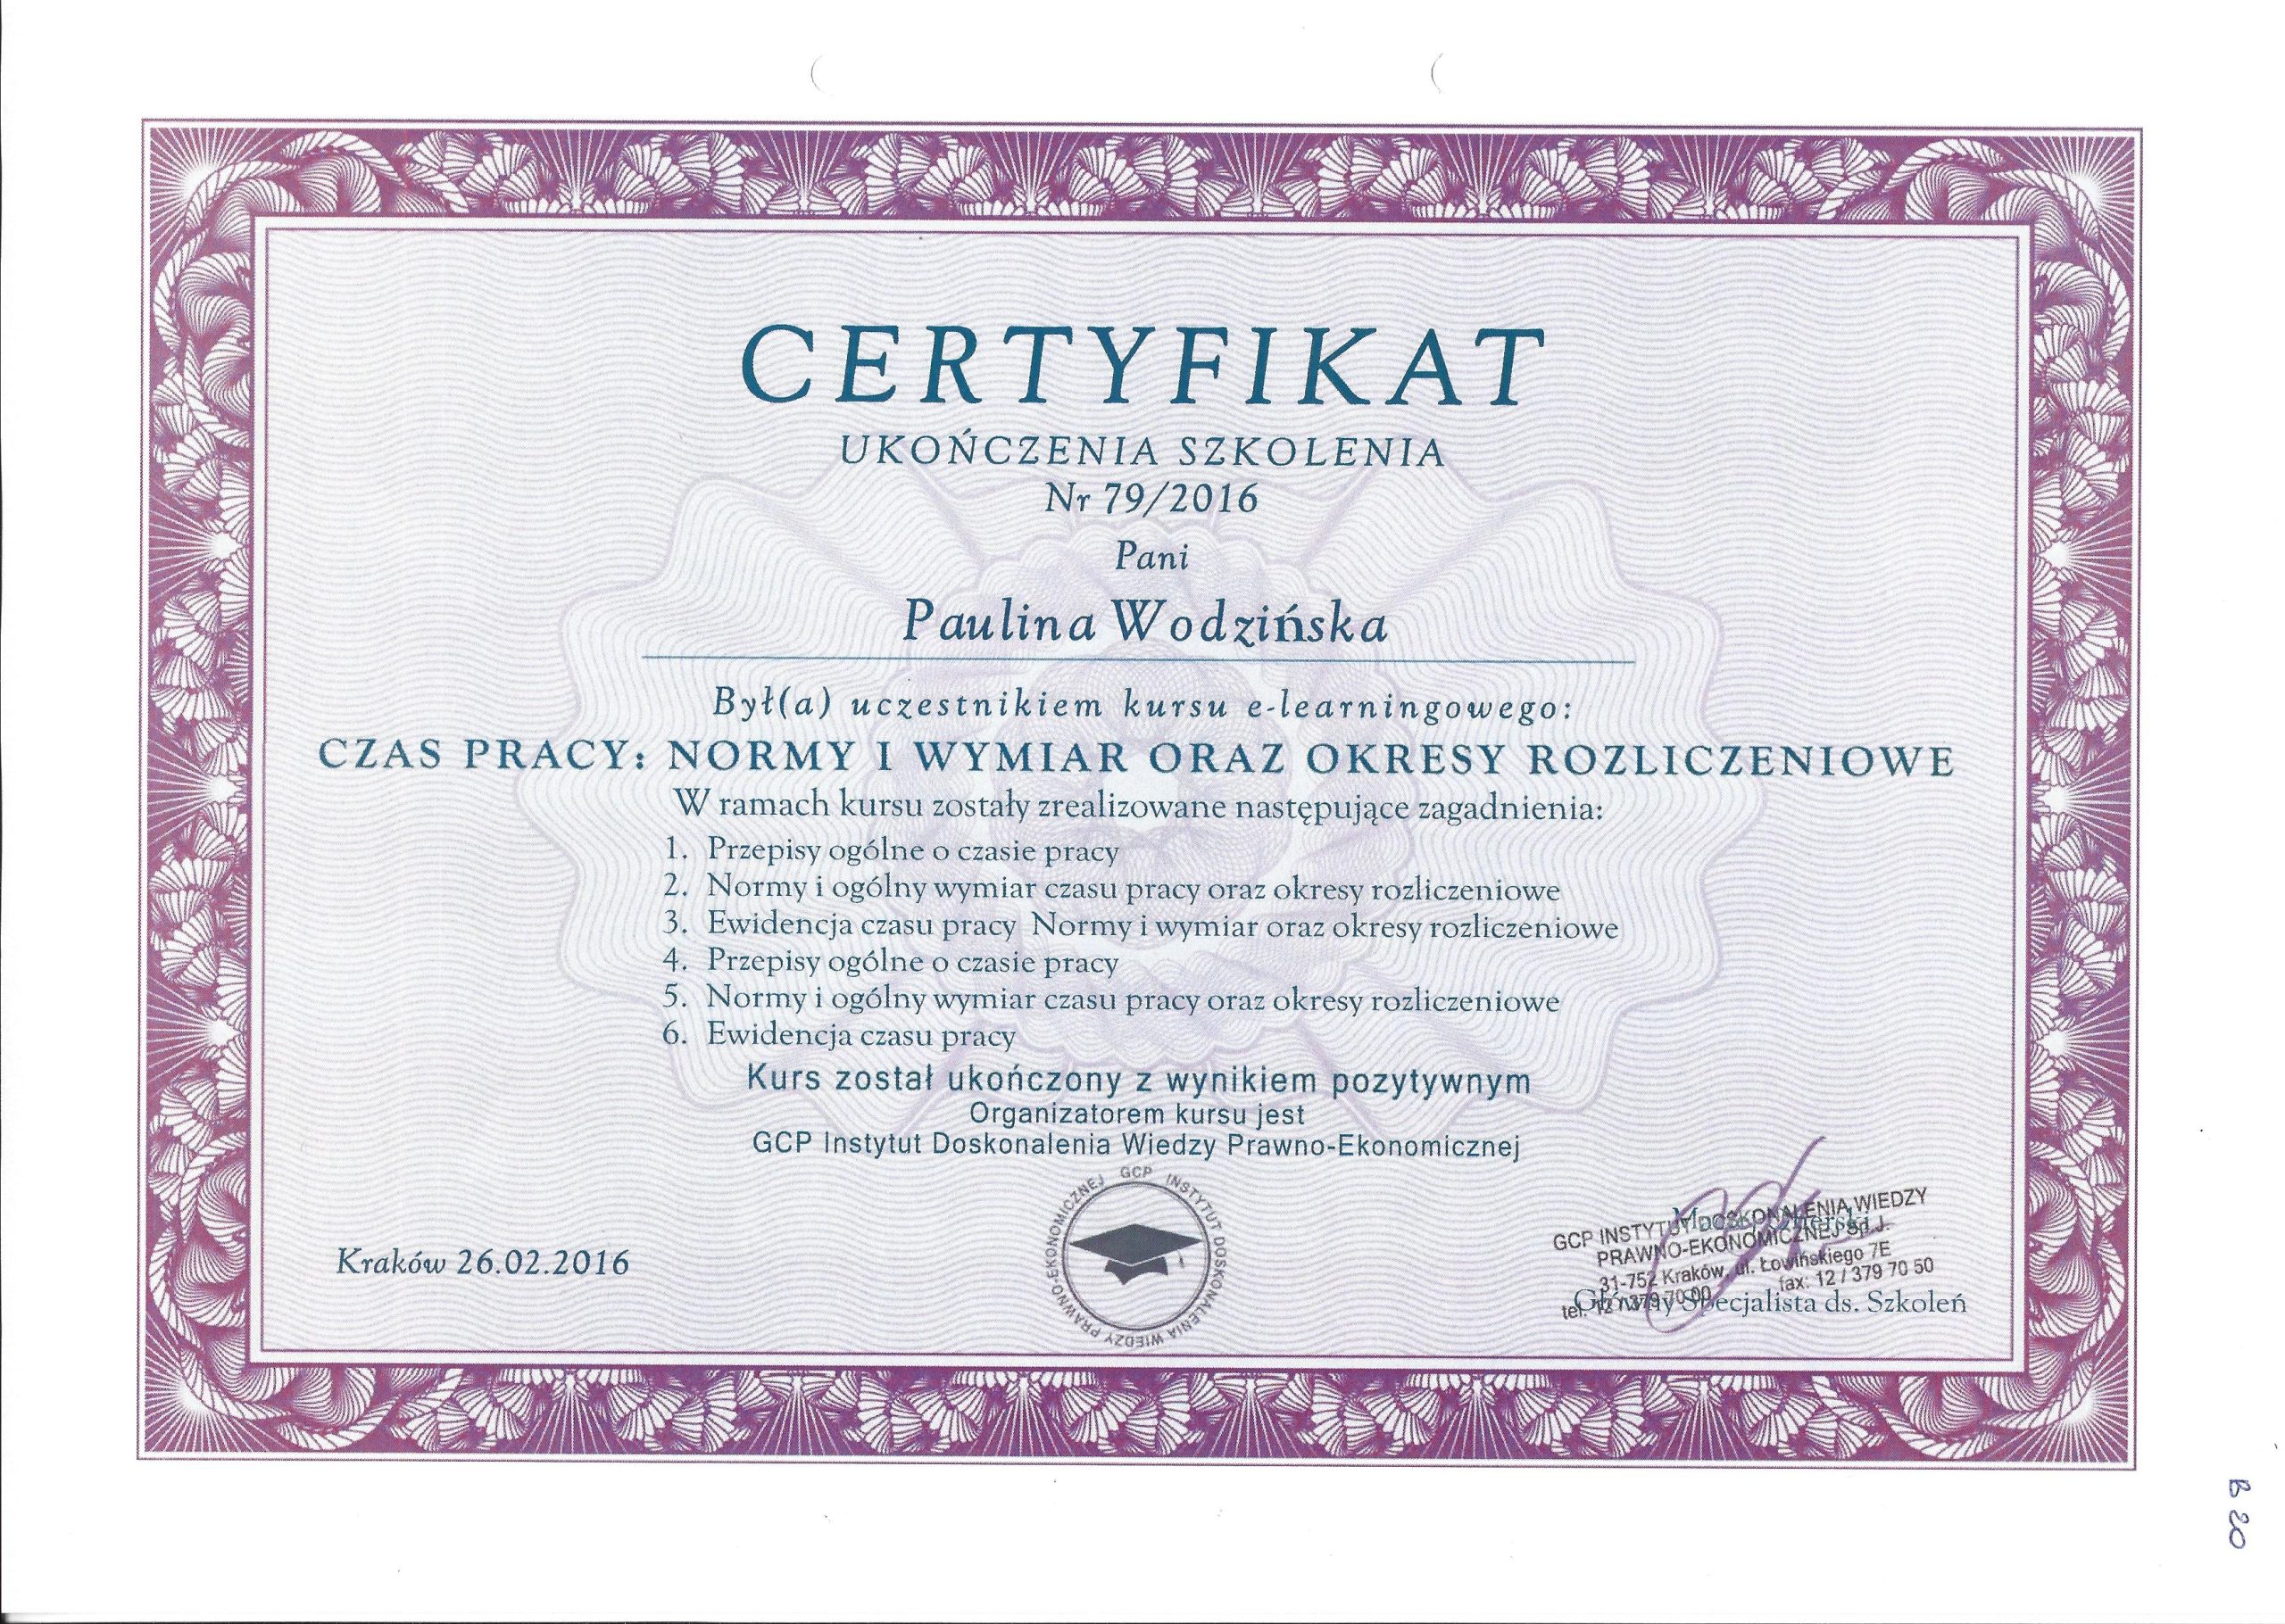 CERTYFIKAT
UKOŃCZENIA SZKOLENIA
Nr 79/2016
Pani
Paulina Wodzińska
Był(a) uczestnikiem kursu e-learningowego:
CZAS PRACY: NORMY I WYMIAR ORAZ OKRESY ROZLICZENIOWE
W ramach kursu zostały zrealizowane następujące zagadnienia:
1. Przepisy ogólne o czasie pracy
2. Normy i ogólny wymiar czasu pracy oraz okresy rozliczeniowe
3. Ewidencja czasu pracy Normy i wymiar oraz okresy rozliczeniowe
4. Przepisy ogólne o czasie pracy
5. Normy i ogólny wymiar czasu pracy oraz okresy rozliczeniowe
6. Ewidencja czasu pracy
Kurs został ukończony z wynikiem pozytywnym
Organizatorem kursu jest
GCP Instytut Doskonalenia Wiedzy Prawno-Ekonomicznej
GCP INSTYTUT DOSKONALENIA WIEDZY PRAWNO-EKONOMICZNEJ
Kraków 26.02.2016
GCP INSTYTUT DOSKONALENIA WIEDZY
PRAWNO-EKONOMICZNEJ Sp.J.
31-752 Kraków, ul. Łowińskiego 7E
tel. 12 / 379 70 00 fax: 12 / 379 70 50
Główny Specjalista ds. Szkoleń
B 20